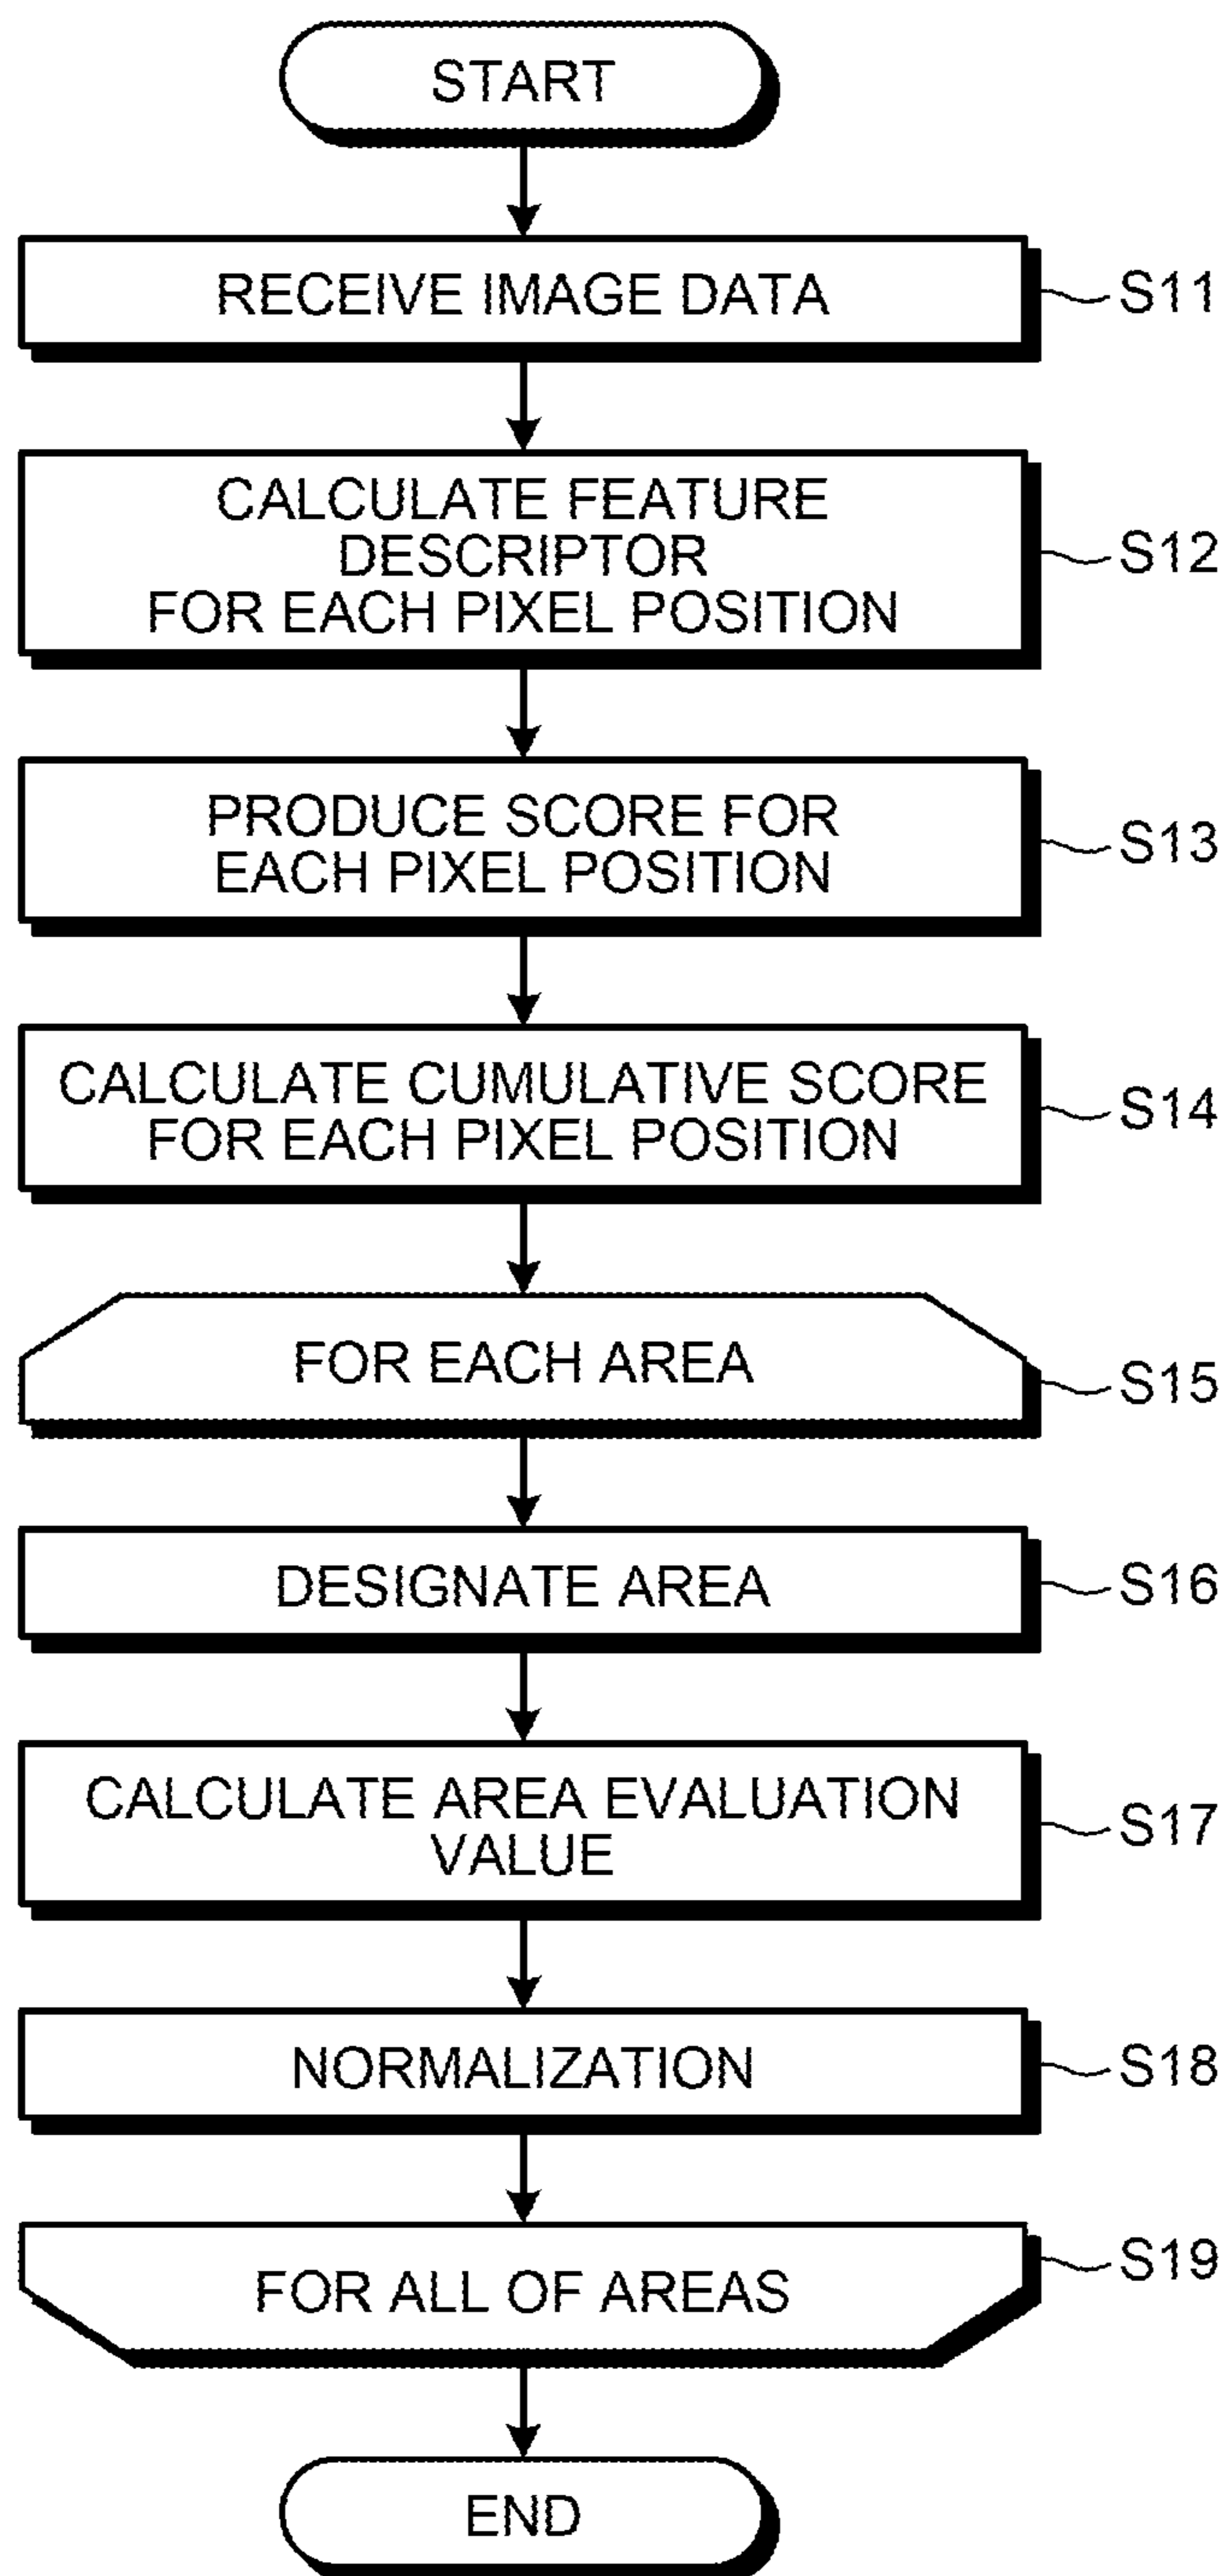 START
RECEIVE IMAGE DATA
S11
CALCULATE FEATURE
DESCRIPTOR
FOR EACH PIXEL POSITION
S12
PRODUCE SCORE FOR
EACH PIXEL POSITION
S13
CALCULATE CUMULATIVE SCORE
FOR EACH PIXEL POSITION
S14
FOR EACH AREA
S15
DESIGNATE AREA
S16
CALCULATE AREA EVALUATION
VALUE
S17
NORMALIZATION
S18
FOR ALL OF AREAS
S19
END